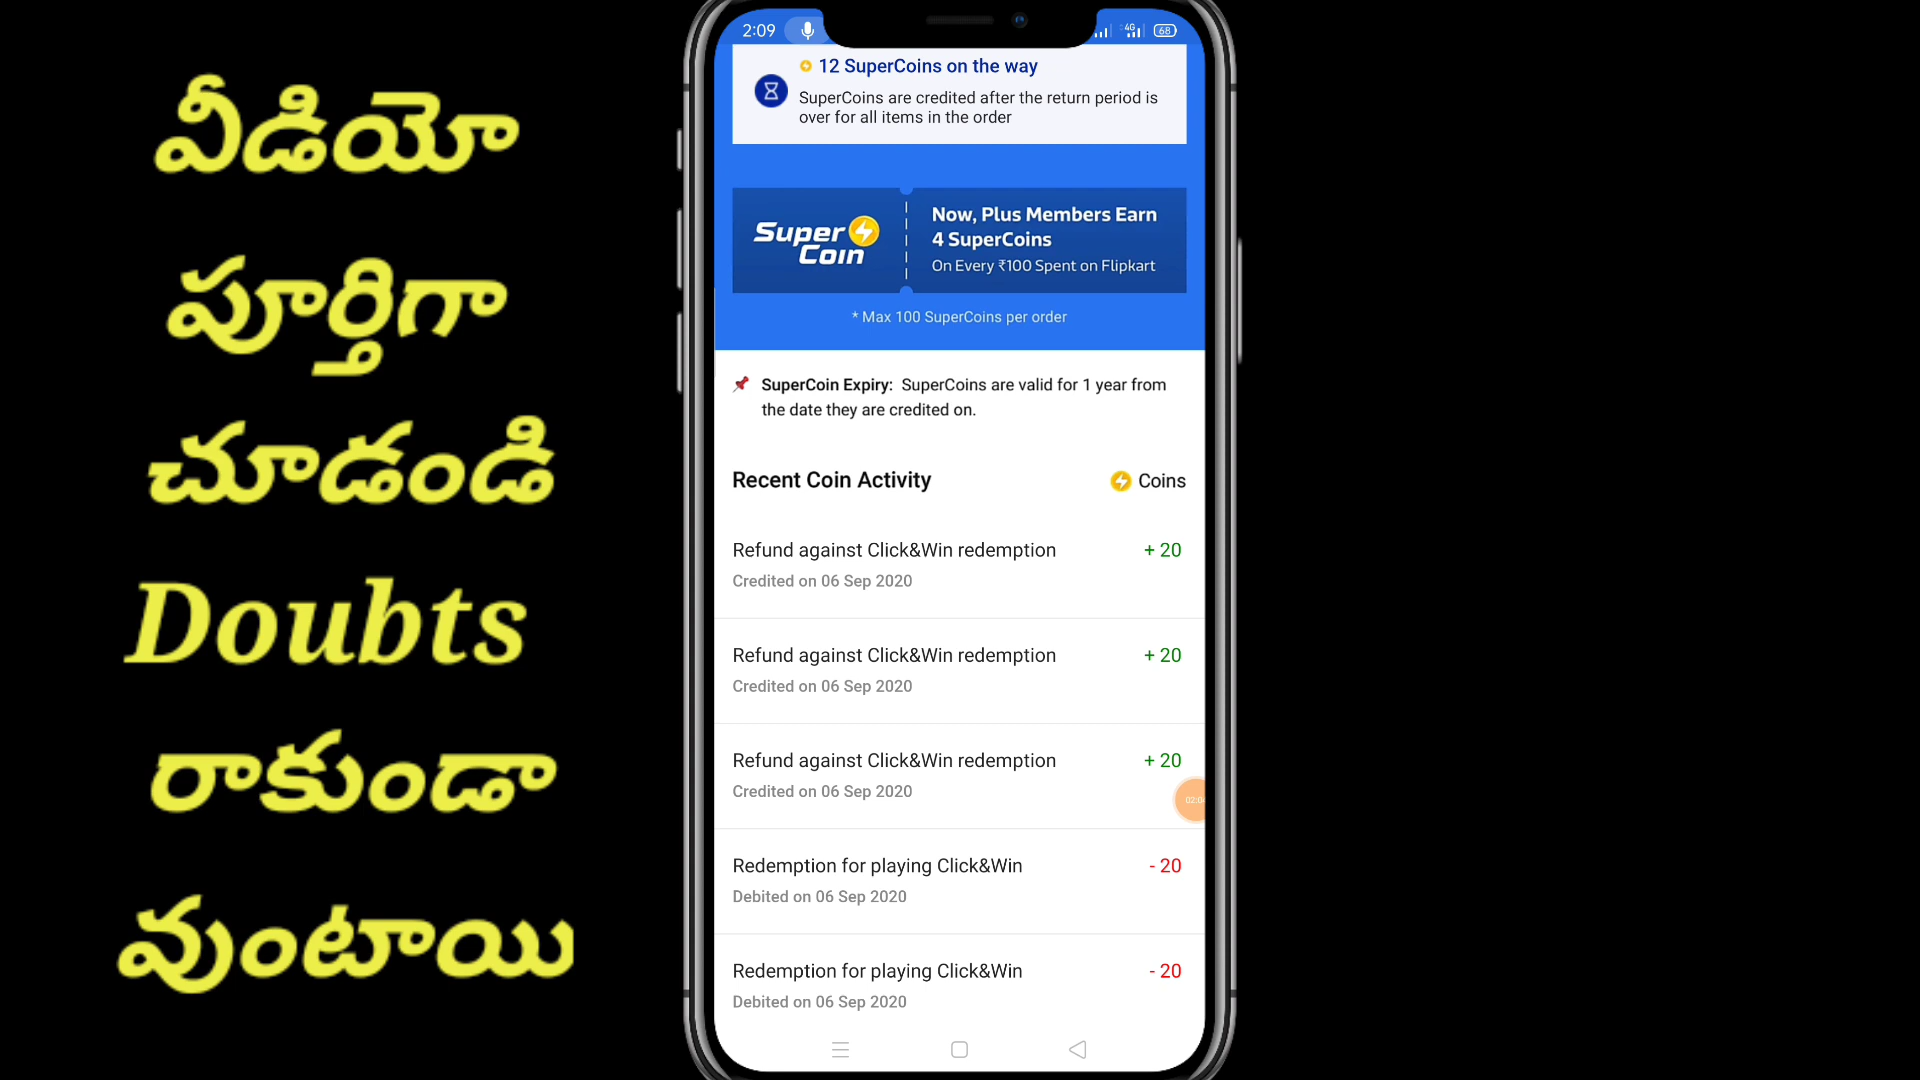 వీడియో
పూర్తిగా
చూడండి
Doubts
రాకుండా
వుంటాయి
2:09
4G
68
12 SuperCoins on the way
SuperCoins are credited after the return period is
over for all items in the order
Super
Coin
Now, Plus Members Earn
4 SuperCoins
On Every ₹100 Spent on Flipkart
* Max 100 SuperCoins per order
SuperCoin Expiry: SuperCoins are valid for 1 year from
the date they are credited on.
Recent Coin Activity
Coins
Refund against Click&Win redemption
+ 20
Credited on 06 Sep 2020
Refund against Click&Win redemption
+ 20
Credited on 06 Sep 2020
Refund against Click&Win redemption
+ 20
Credited on 06 Sep 2020
Redemption for playing Click&Win
- 20
Debited on 06 Sep 2020
Redemption for playing Click&Win
- 20
Debited on 06 Sep 2020